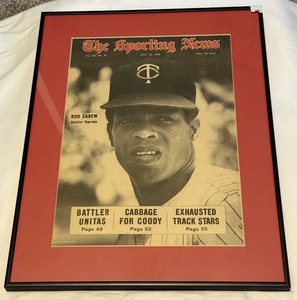 The Sporting News
ROD CAREW
BATTLER
UNITAS
Page 49
CABBAGE
FOR COODY
Page 53
EXHAUSTED
TRACK STARS
Page 55